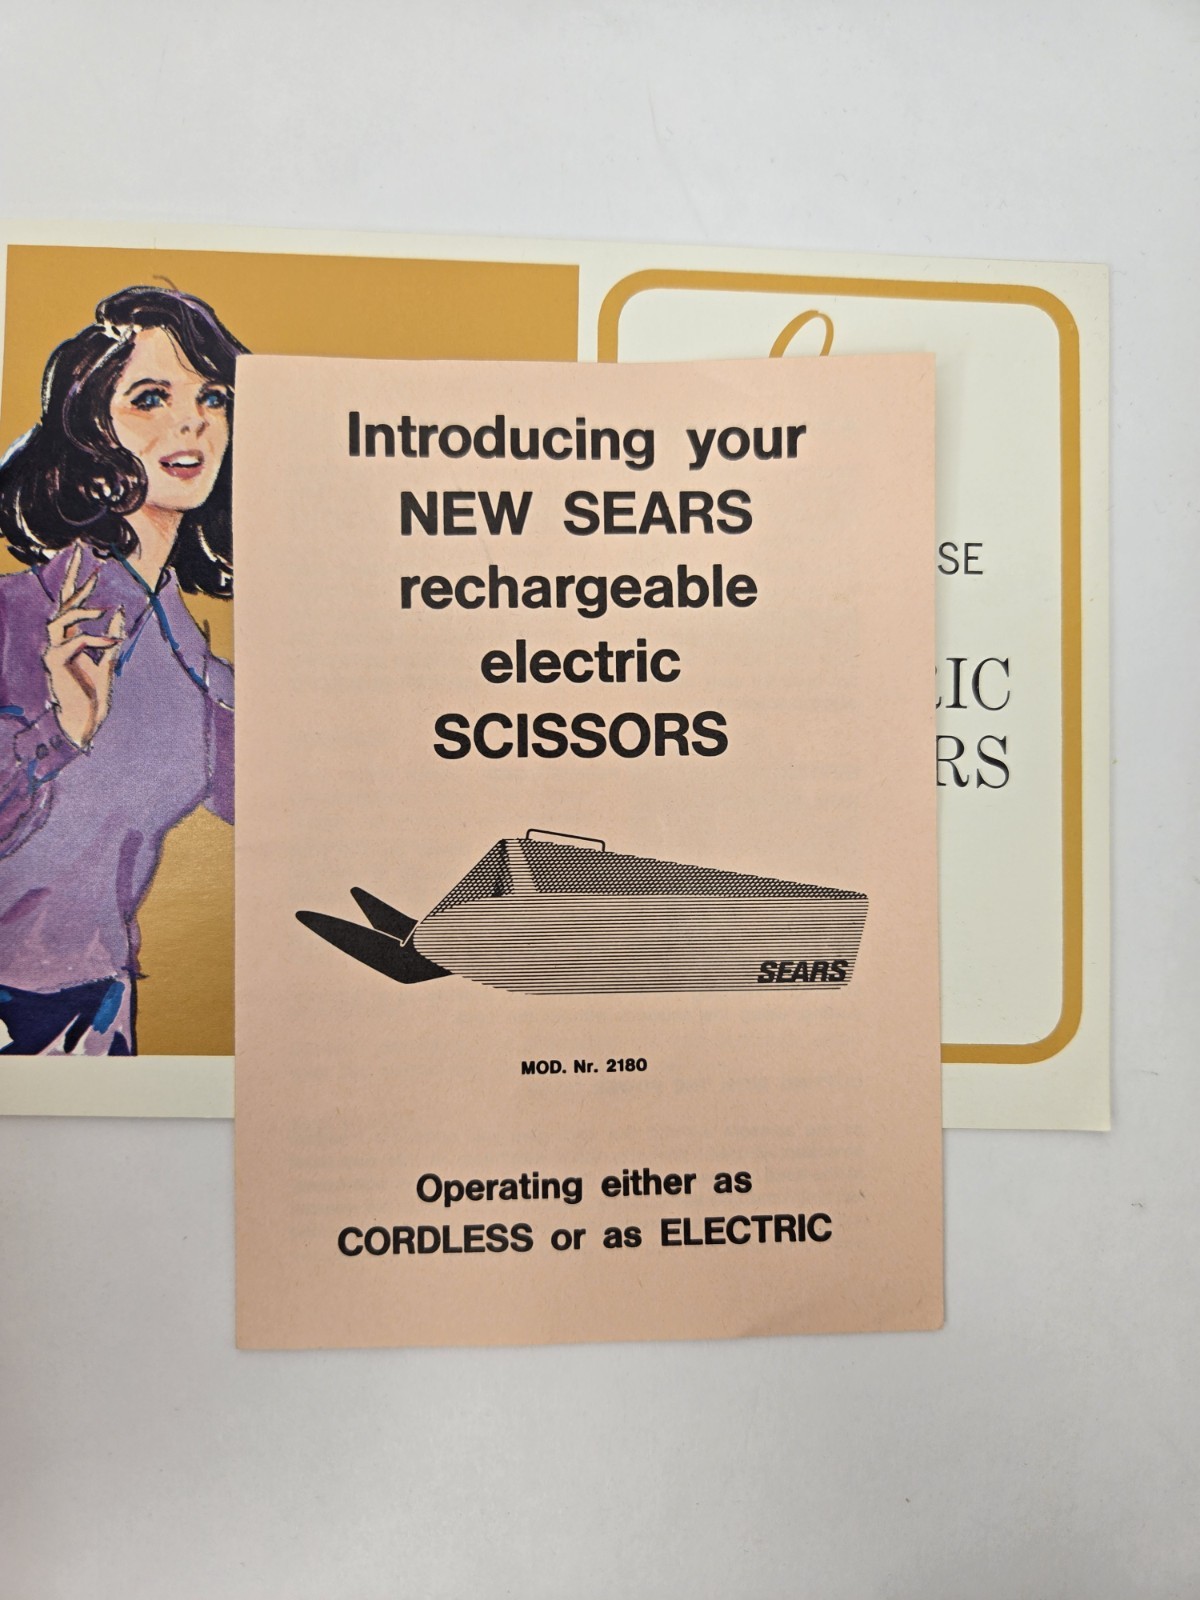 Introducing your
NEW SEARS
rechargeable
electric
SCISSORS
SEARS
MOD. Nr. 2180
Operating either as
CORDLESS or as ELECTRIC
SE
IC
RS